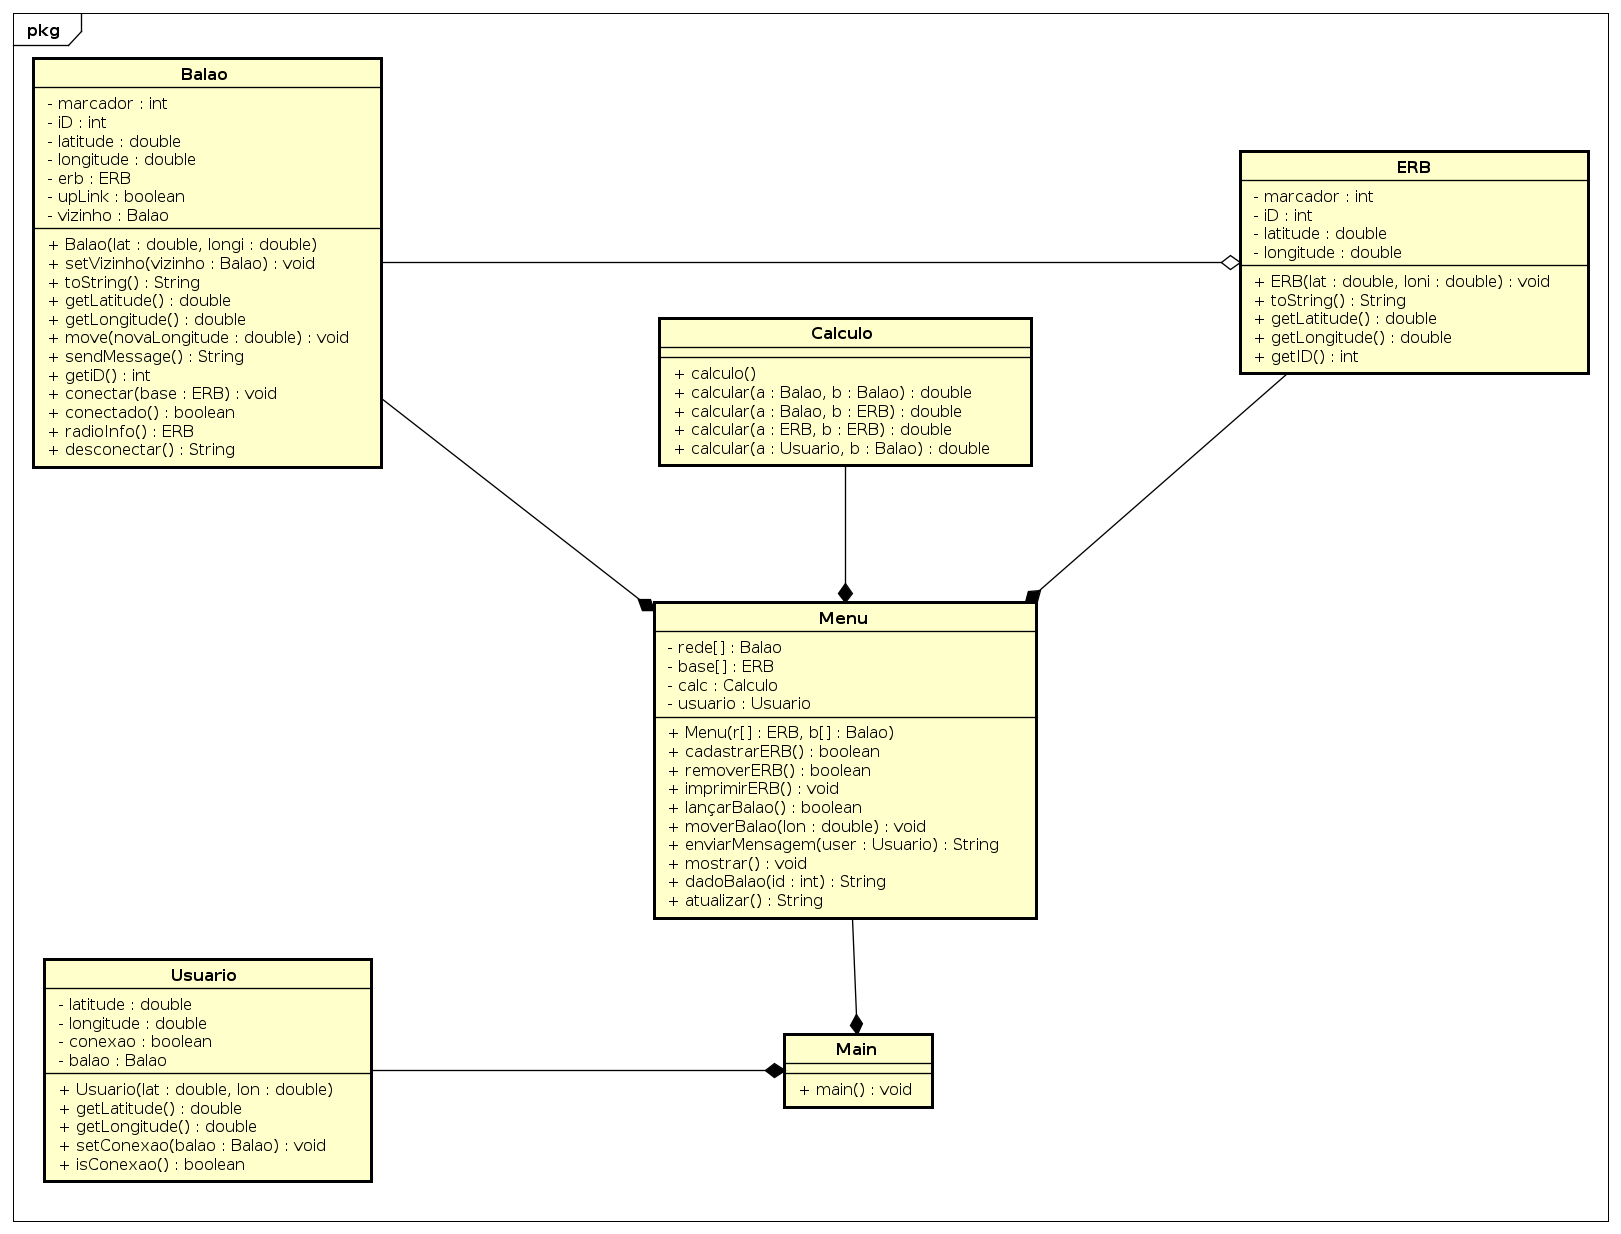 pkg
Balao
- marcador : int
- iD : int
- latitude : double
- longitude : double
- erb : ERB
- upLink : boolean
- vizinho : Balao
+ Balao(lat : double, longi : double)
+ setVizinho(vizinho : Balao) : void
+ toString() : String
+ getLatitude() : double
+ getLongitude() : double
+ move(novaLongitude : double) : void
+ sendMessage() : String
+ getiD() : int
+ conectar(base : ERB) : void
+ conectado() : boolean
+ radioInfo() : ERB
+ desconectar() : String
ERB
- marcador : int
- iD : int
- latitude : double
- longitude : double
+ ERB(lat : double, loni : double) : void
+ toString() : String
+ getLatitude() : double
+ getLongitude() : double
+ getID() : int
Calculo
+ calculo()
+ calcular(a : Balao, b : Balao) : double
+ calcular(a : Balao, b : ERB) : double
+ calcular(a : ERB, b : ERB) : double
+ calcular(a : Usuario, b : Balao) : double
Menu
- rede[] : Balao
- base[] : ERB
- calc : Calculo
- usuario : Usuario
+ Menu(r[] : ERB, b[] : Balao)
+ cadastrarERB() : boolean
+ removerERB() : boolean
+ imprimirERB() : void
+ lançarBalao() : boolean
+ moverBalao(lon : double) : void
+ enviarMensagem(user : Usuario) : String
+ mostrar() : void
+ dadoBalao(id : int) : String
+ atualizar() : String
Usuario
- latitude : double
- longitude : double
- conexao : boolean
- balao : Balao
+ Usuario(lat : double, lon : double)
+ getLatitude() : double
+ getLongitude() : double
+ setConexao(balao : Balao) : void
+ isConexao() : boolean
Main
+ main() : void